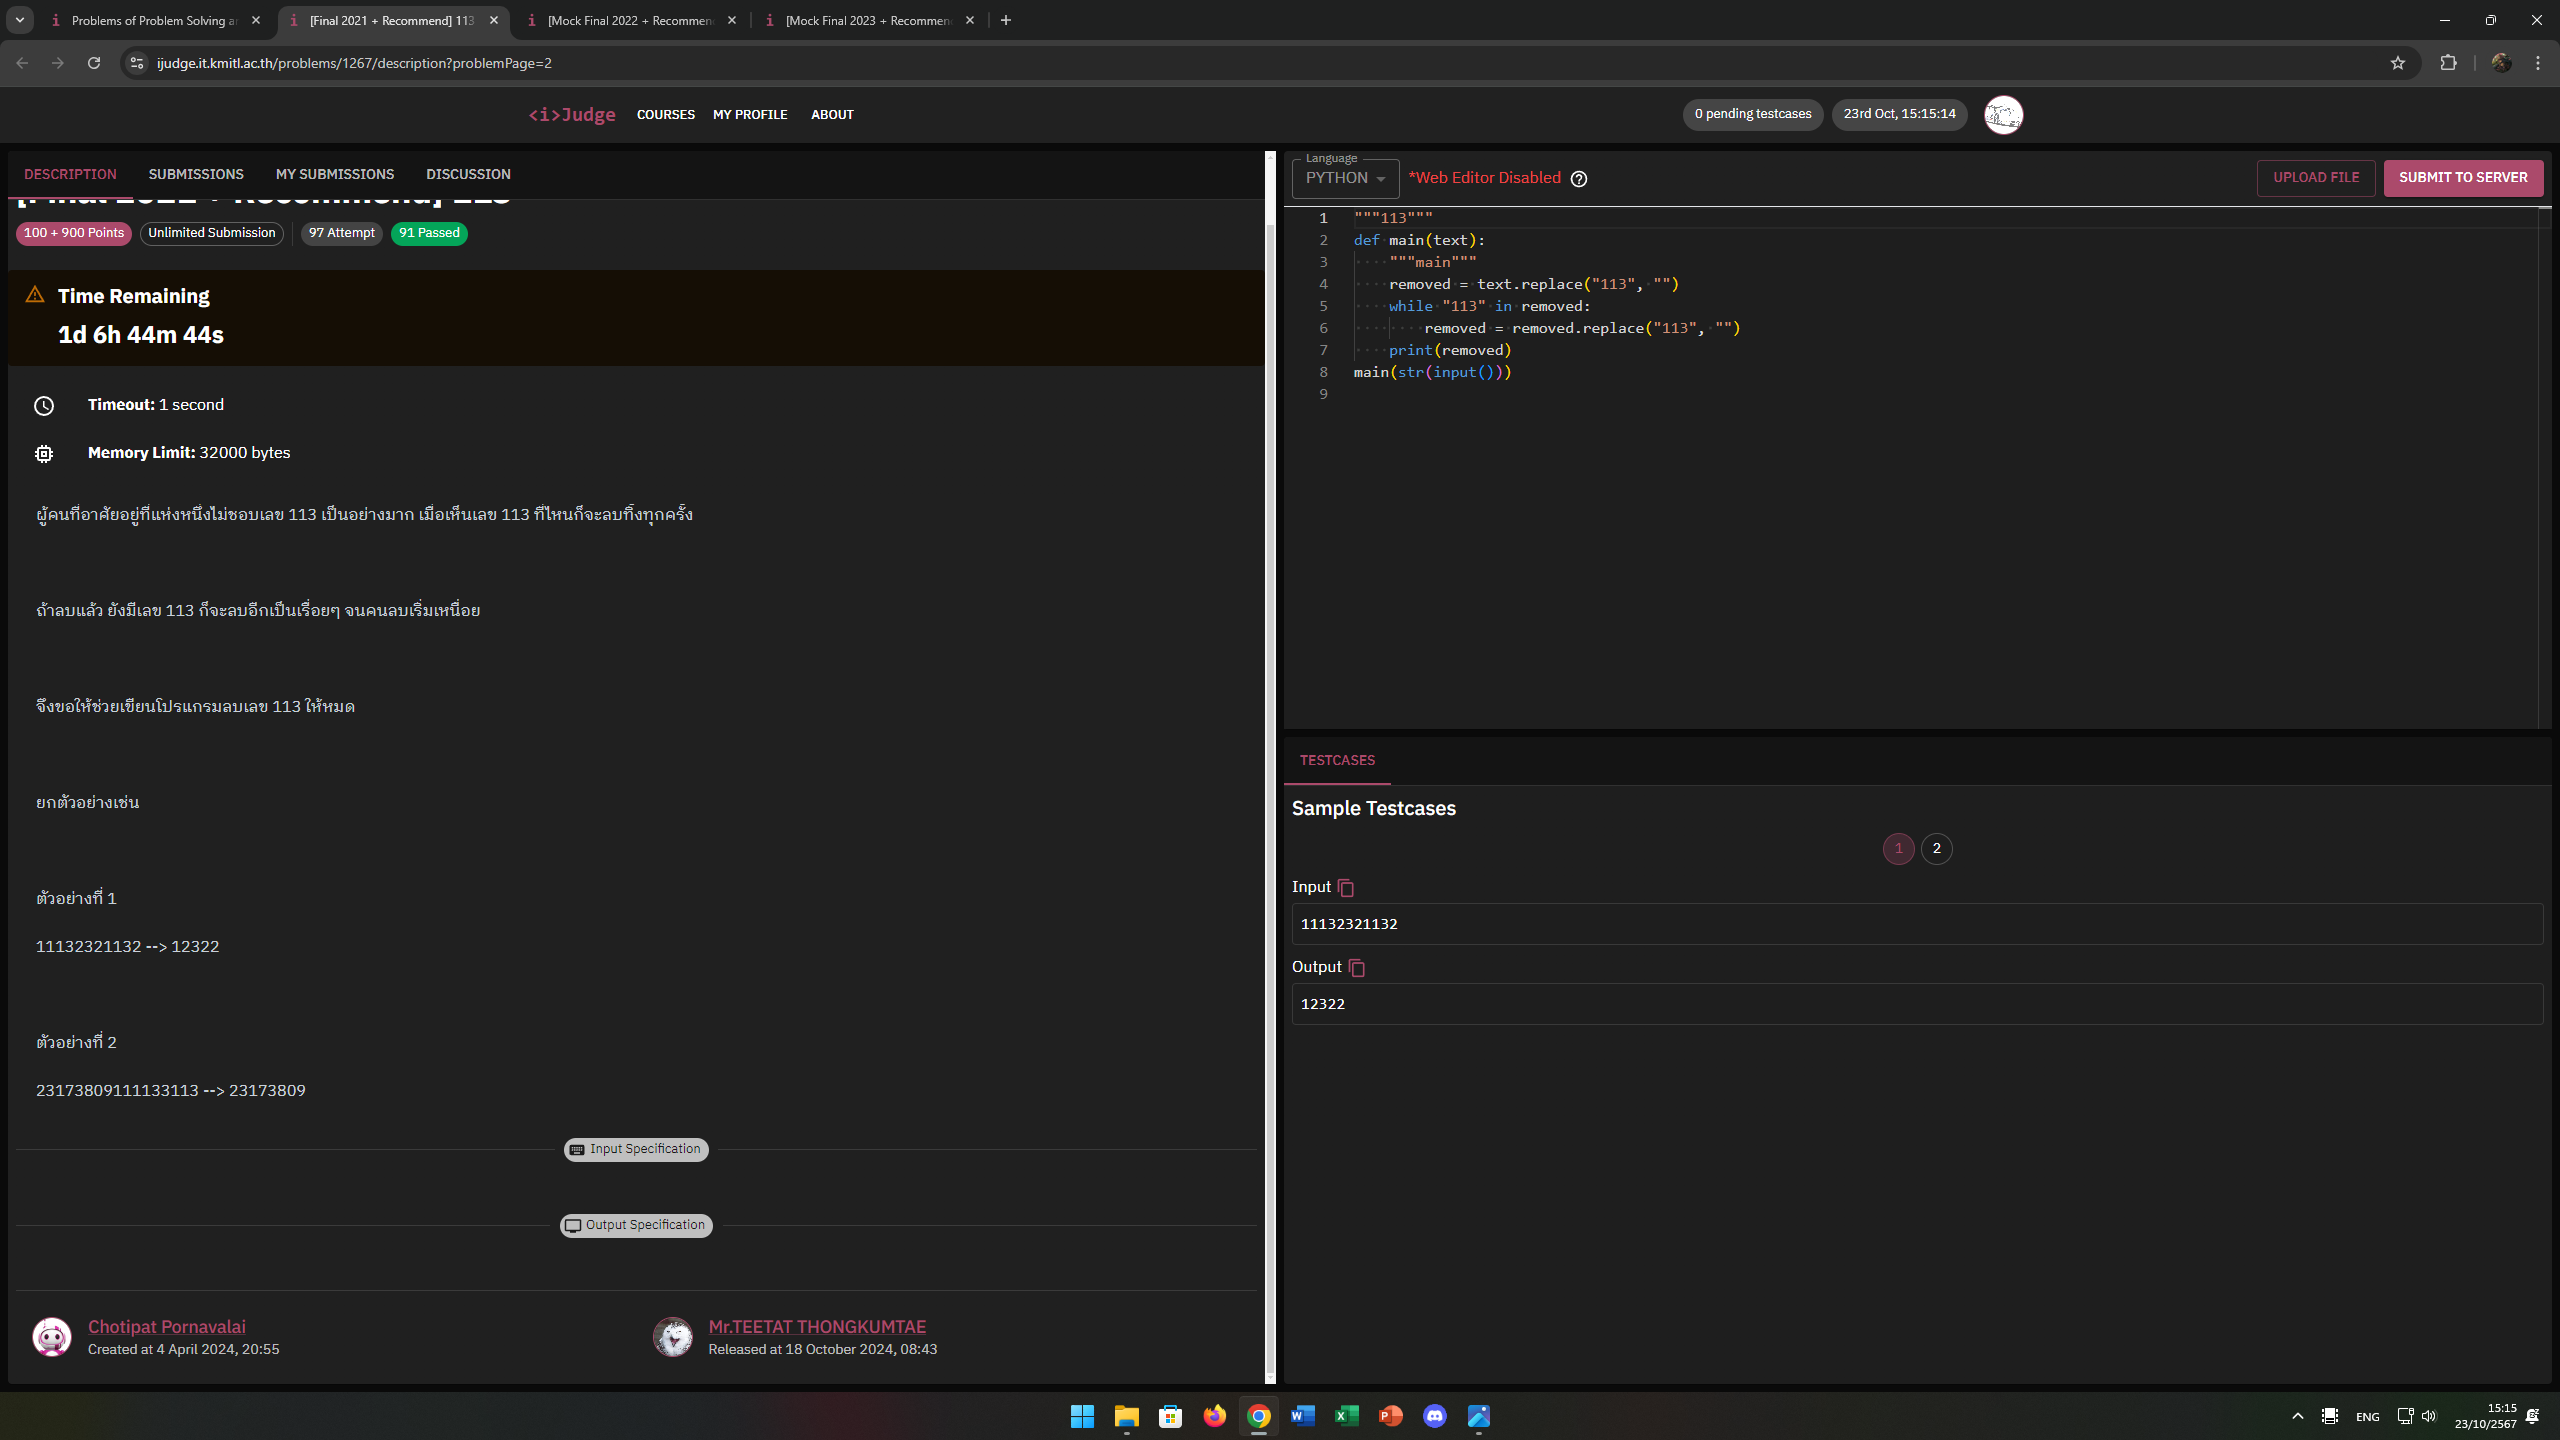 Problems of Problem Solving a
[Final 2021 + Recommend] 113
[Mock Final 2022 + Recommen
[Mock Final 2023 + Recommen
ijudge.it.kmitl.ac.th/problems/1267/description?problemPage=2
<i>Judge
COURSES
MY PROFILE
ABOUT
0 pending testcases
23rd Oct, 15:15:14
DESCRIPTION
SUBMISSIONS
MY SUBMISSIONS
DISCUSSION
[Final 2021 + Recommend] 113
100 + 900 Points
Unlimited Submission
97 Attempt
91 Passed
Time Remaining
1d 6h 44m 44s
Timeout: 1 second
Memory Limit: 32000 bytes
ผู้คนที่อาศัยอยู่ที่แห่งหนึ่งไม่ชอบเลข 113 เป็นอย่างมาก เมื่อเห็นเลข 113 ที่ไหนก็จะลบทิ้งทุกครั้ง
ถ้าลบแล้ว ยังมีเลข 113 ก็จะลบอีกเป็นเรื่อยๆ จนคนลบเริ่มเหนื่อย
จึงขอให้ช่วยเขียนโปรแกรมลบเลข 113 ให้หมด
ยกตัวอย่างเช่น
ตัวอย่างที่ 1
11132321132 --> 12322
ตัวอย่างที่ 2
23173809111133113 --> 23173809
Input Specification
Output Specification
Chotipat Pornavalai
Created at 4 April 2024, 20:55
Mr.TEETAT THONGKUMTAE
Released at 18 October 2024, 08:43
Language
PYTHON
*Web Editor Disabled
UPLOAD FILE
SUBMIT TO SERVER
1 """113"""
2 def main(text):
3     """main"""
4     removed = text.replace("113", "")
5     while "113" in removed:
6         removed = removed.replace("113", "")
7     print(removed)
8 main(str(input()))
9
TESTCASES
Sample Testcases
1 2
Input
11132321132
Output
12322
ENG
15:15
23/10/2567